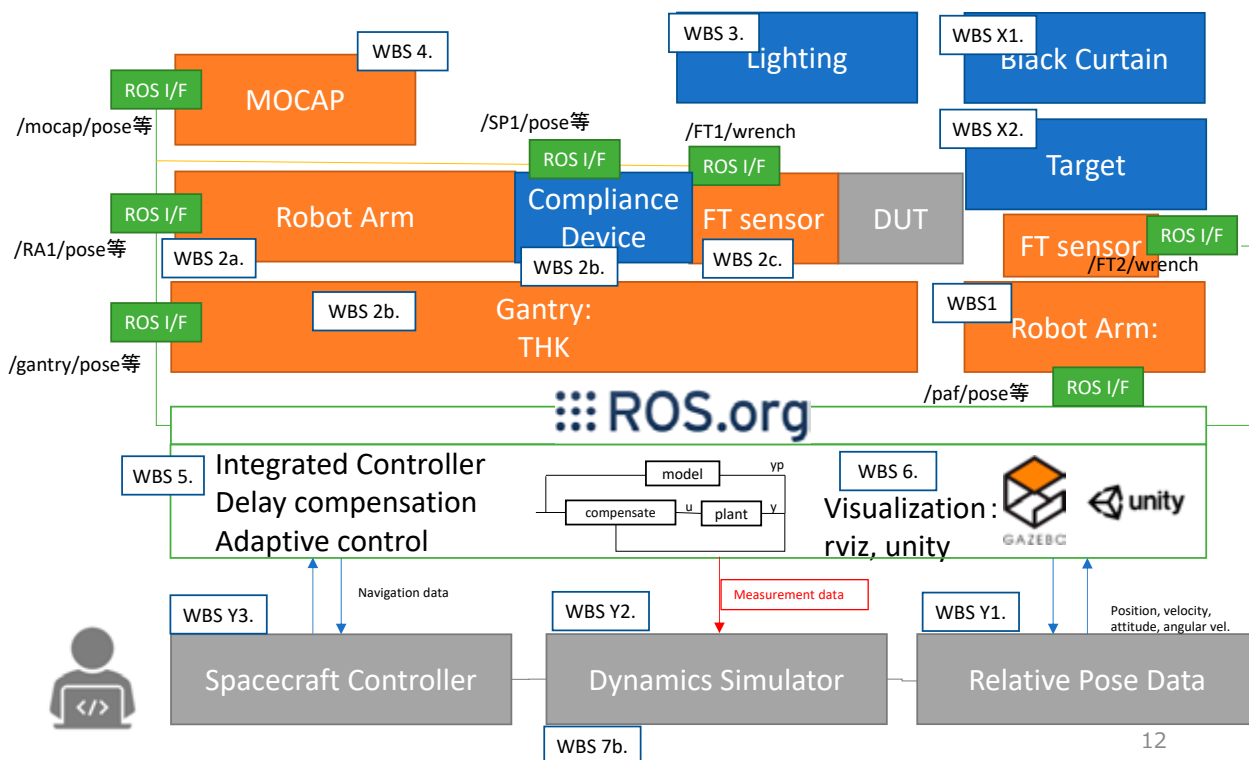 WBS 4.
WBS 3.
WBS X1.
ROS I/F
MOCAP
Lighting
Black Curtain
/mocap/pose等
/SP1/pose等
/FT1/wrench
WBS X2.
ROS I/F
ROS I/F
Target
ROS I/F
Robot Arm
Compliance
Device
FT sensor
DUT
/RA1/pose等
WBS 2a.
WBS 2b.
WBS 2c.
FT sensor
ROS I/F
/FT2/wrench
WBS 2b.
WBS1
ROS I/F
Gantry:
THK
Robot Arm:
/gantry/pose等
/paf/pose等
ROS I/F
ROS.org
WBS 5.
Integrated Controller
Delay compensation
Adaptive control
model
yp
compensate
u
plant
y
WBS 6.
Visualization:
rviz, unity
GAZEBO
unity
Navigation data
Measurement data
Position, velocity,
attitude, angular vel.
WBS Y3.
WBS Y2.
WBS Y1.
Spacecraft Controller
Dynamics Simulator
Relative Pose Data
</>
WBS 7b.
12